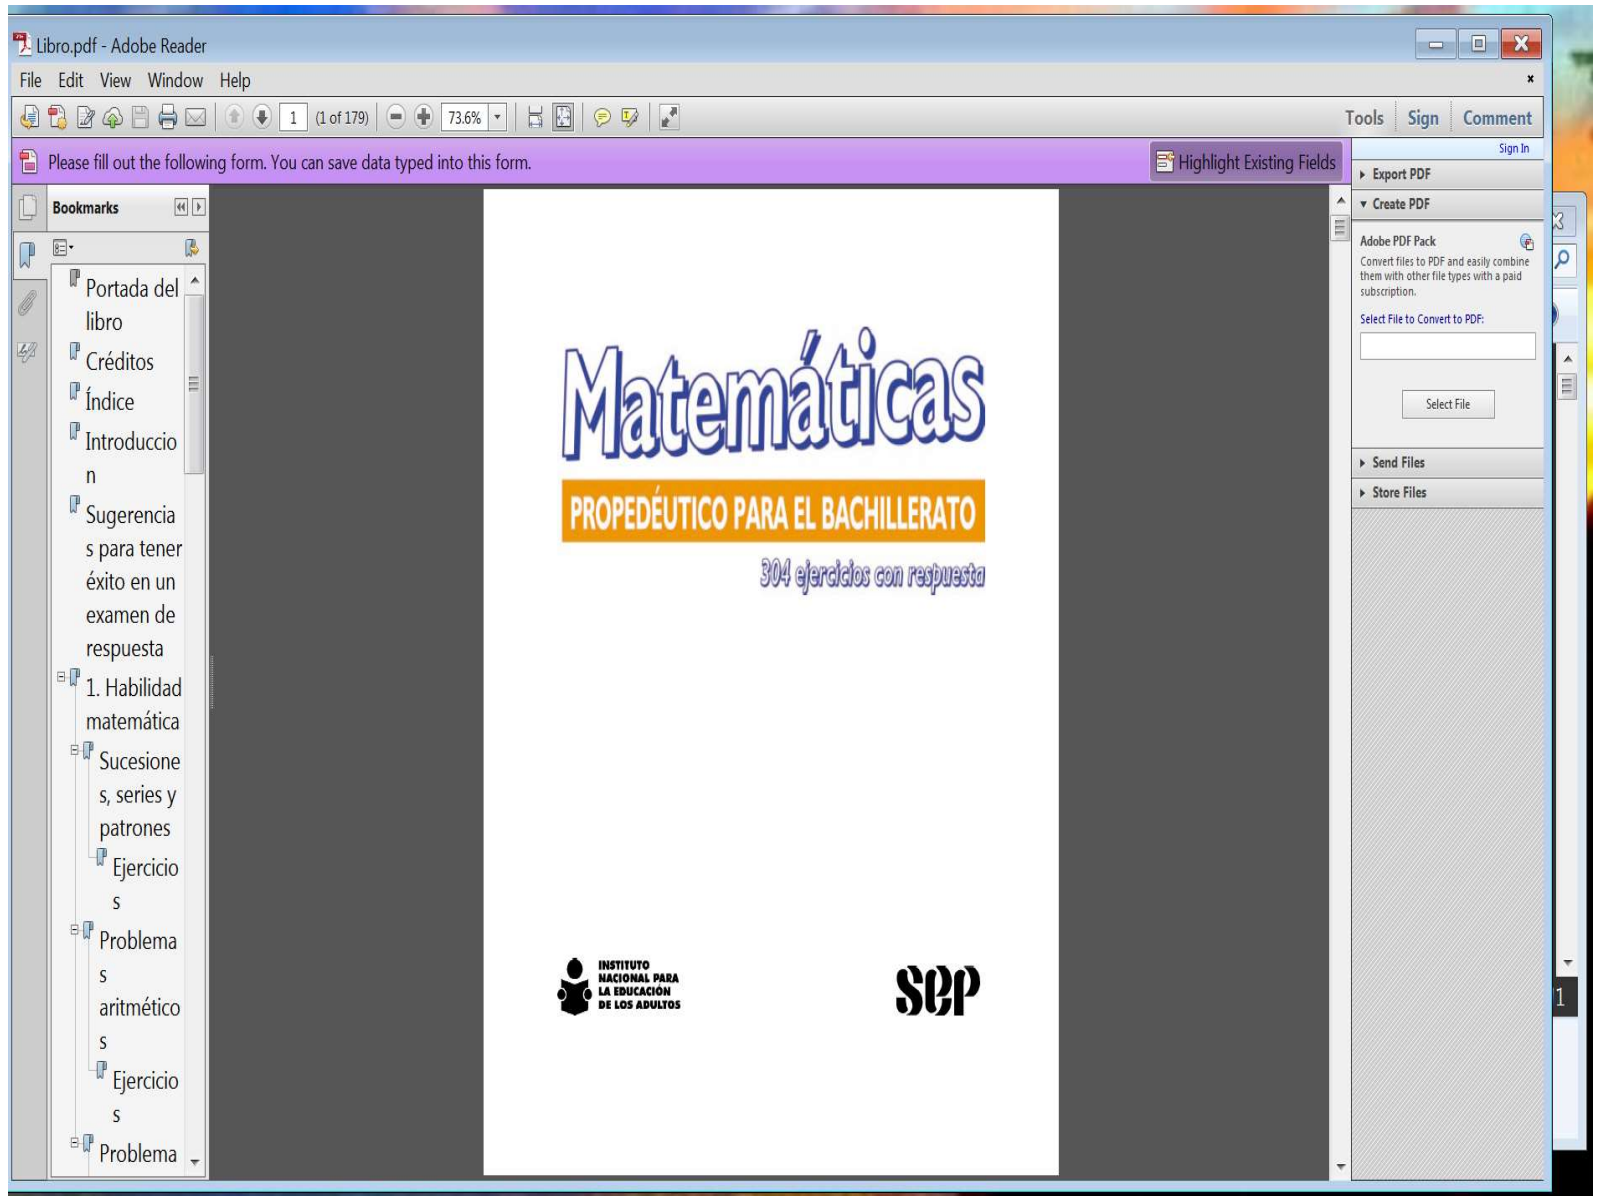 Libro.pdf - Adobe Reader
File Edit View Window Help
1 (1 of 179) 73.6%
Tools Sign Comment
Please fill out the following form. You can save data typed into this form.
Highlight Existing Fields
Sign In
Bookmarks
Portada del
libro
Créditos
Índice
Introduccio
n
Sugerencia
s para tener
éxito en un
examen de
respuesta
1. Habilidad
matemática
Sucesione
s, series y
patrones
Ejercicio
s
Problema
s
aritmético
s
Ejercicio
s
Problema
Matemáticas
PROPEDÉUTICO PARA EL BACHILLERATO
304 ejercicios con respuesta
INSTITUTO
NACIONAL PARA
LA EDUCACIÓN
DE LOS ADULTOS
SEP
Export PDF
Create PDF
Adobe PDF Pack
Convert files to PDF and easily combine
them with other file types with a paid
subscription.
Select File to Convert to PDF:
Select File
Send Files
Store Files
1